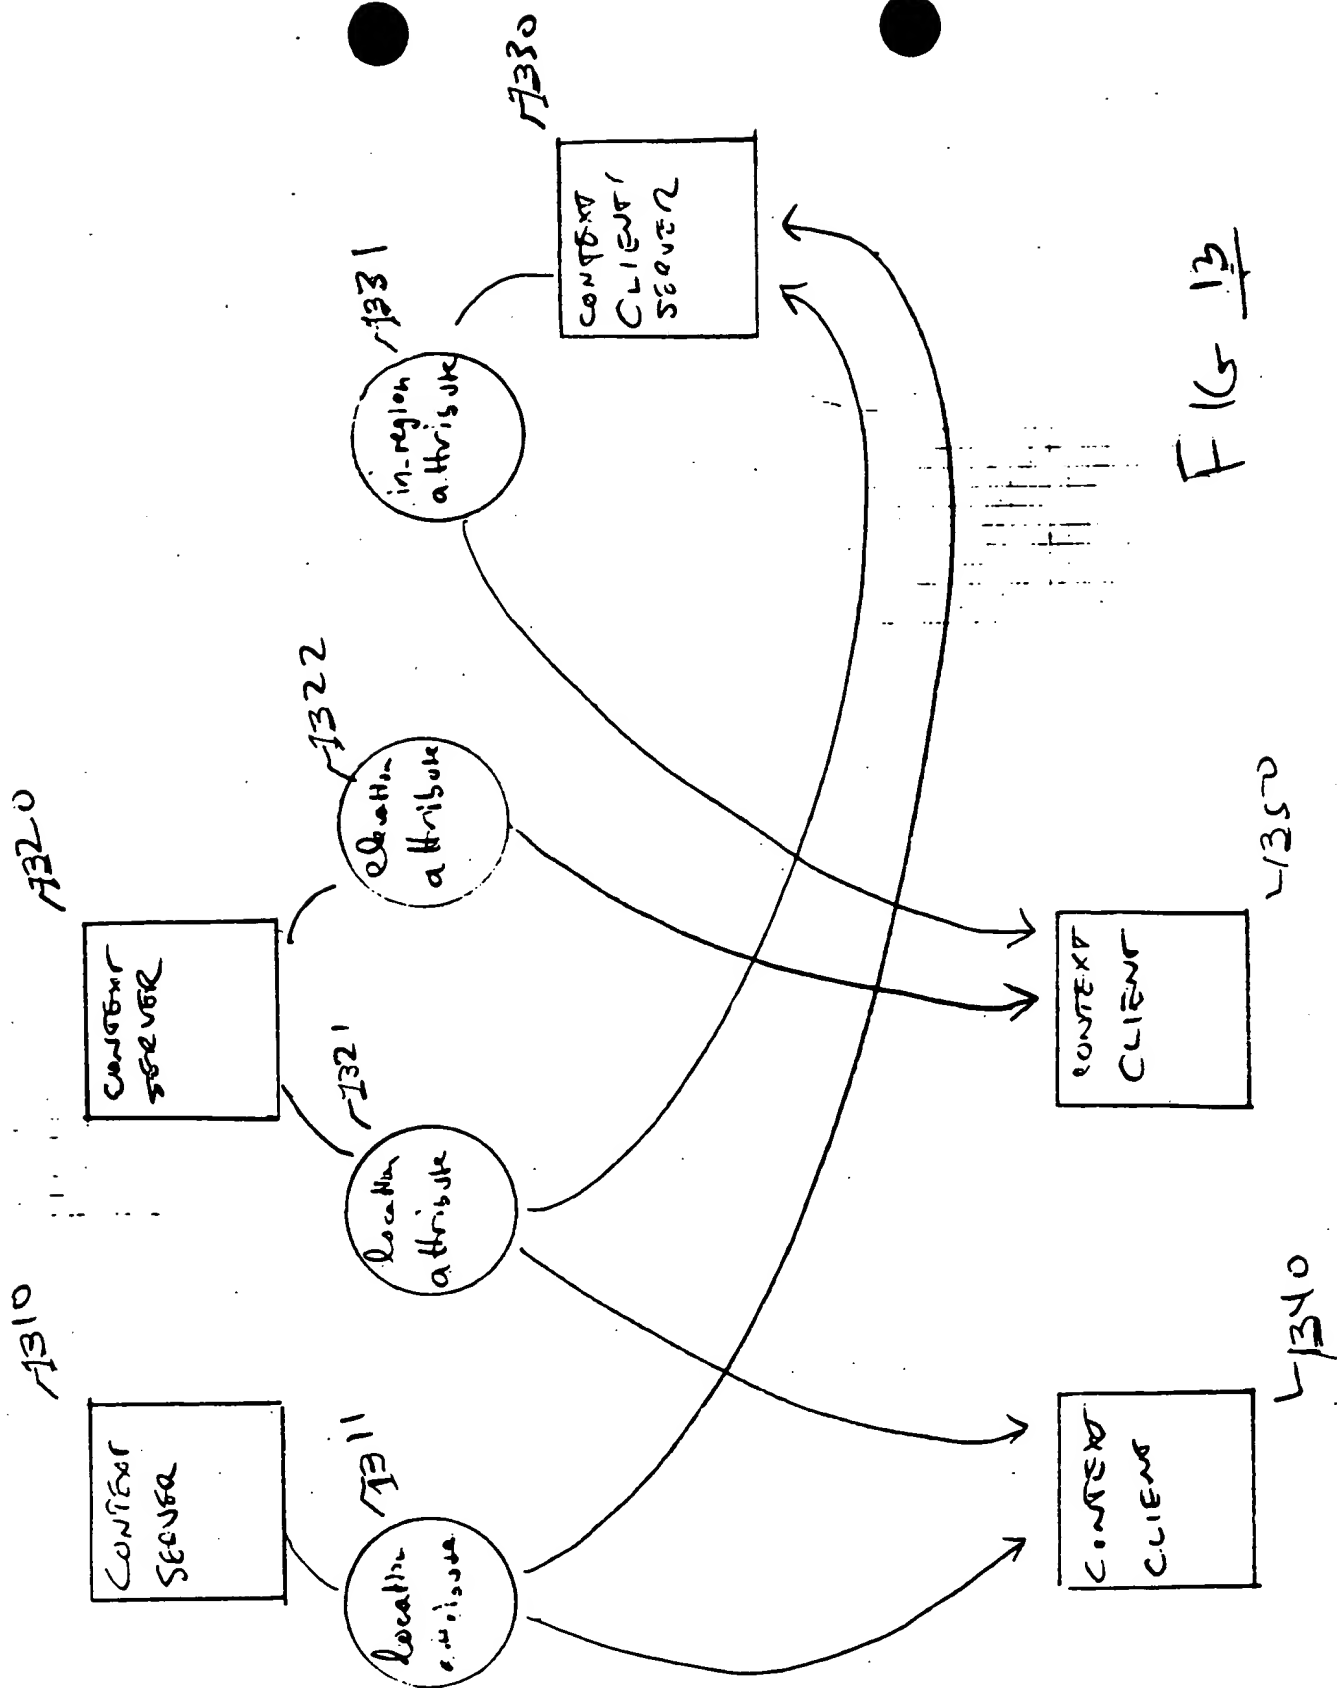 1310
1320
CONTEXT
SERVER
CONTEXT
SERVER
1311
1321
1322
1331
location
attribute
location
attribute
elevation
attribute
in-region
attribute
1330
CONTEXT
CLIENT/
SERVER
CONTEXT
CLIENT
CONTEXT
CLIENT
1340
1350
FIG 13